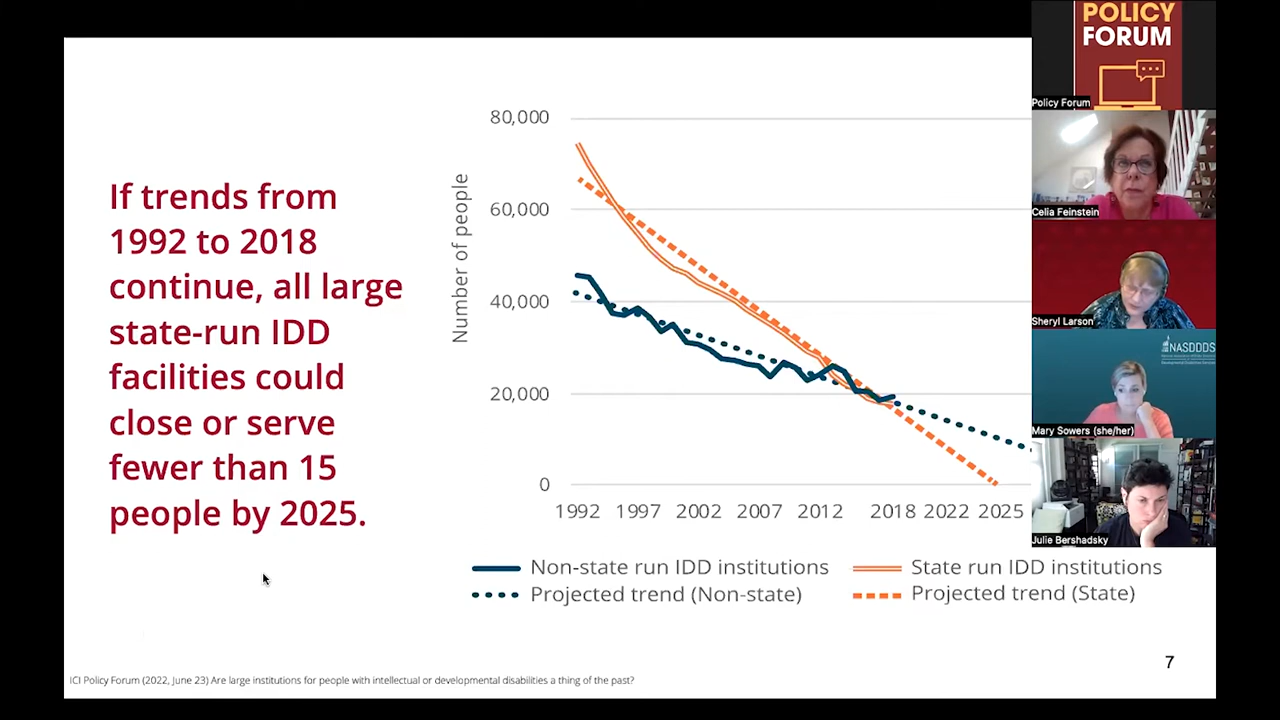 POLICY
FORUM
Policy Forum
Celia Feinstein
Sheryl Larson
NASDDDS
Mary Sowers (she/her)
Julie Bershadsky
If trends from
1992 to 2018
continue, all large
state-run IDD
facilities could
close or serve
fewer than 15
people by 2025.
Number of people
80,000
60,000
40,000
20,000
0
1992 1997 2002 2007 2012 2018 2022 2025
Non-state run IDD institutions
State run IDD institutions
Projected trend (Non-state)
Projected trend (State)
7
ICI Policy Forum (2022, June 23) Are large institutions for people with intellectual or developmental disabilities a thing of the past?